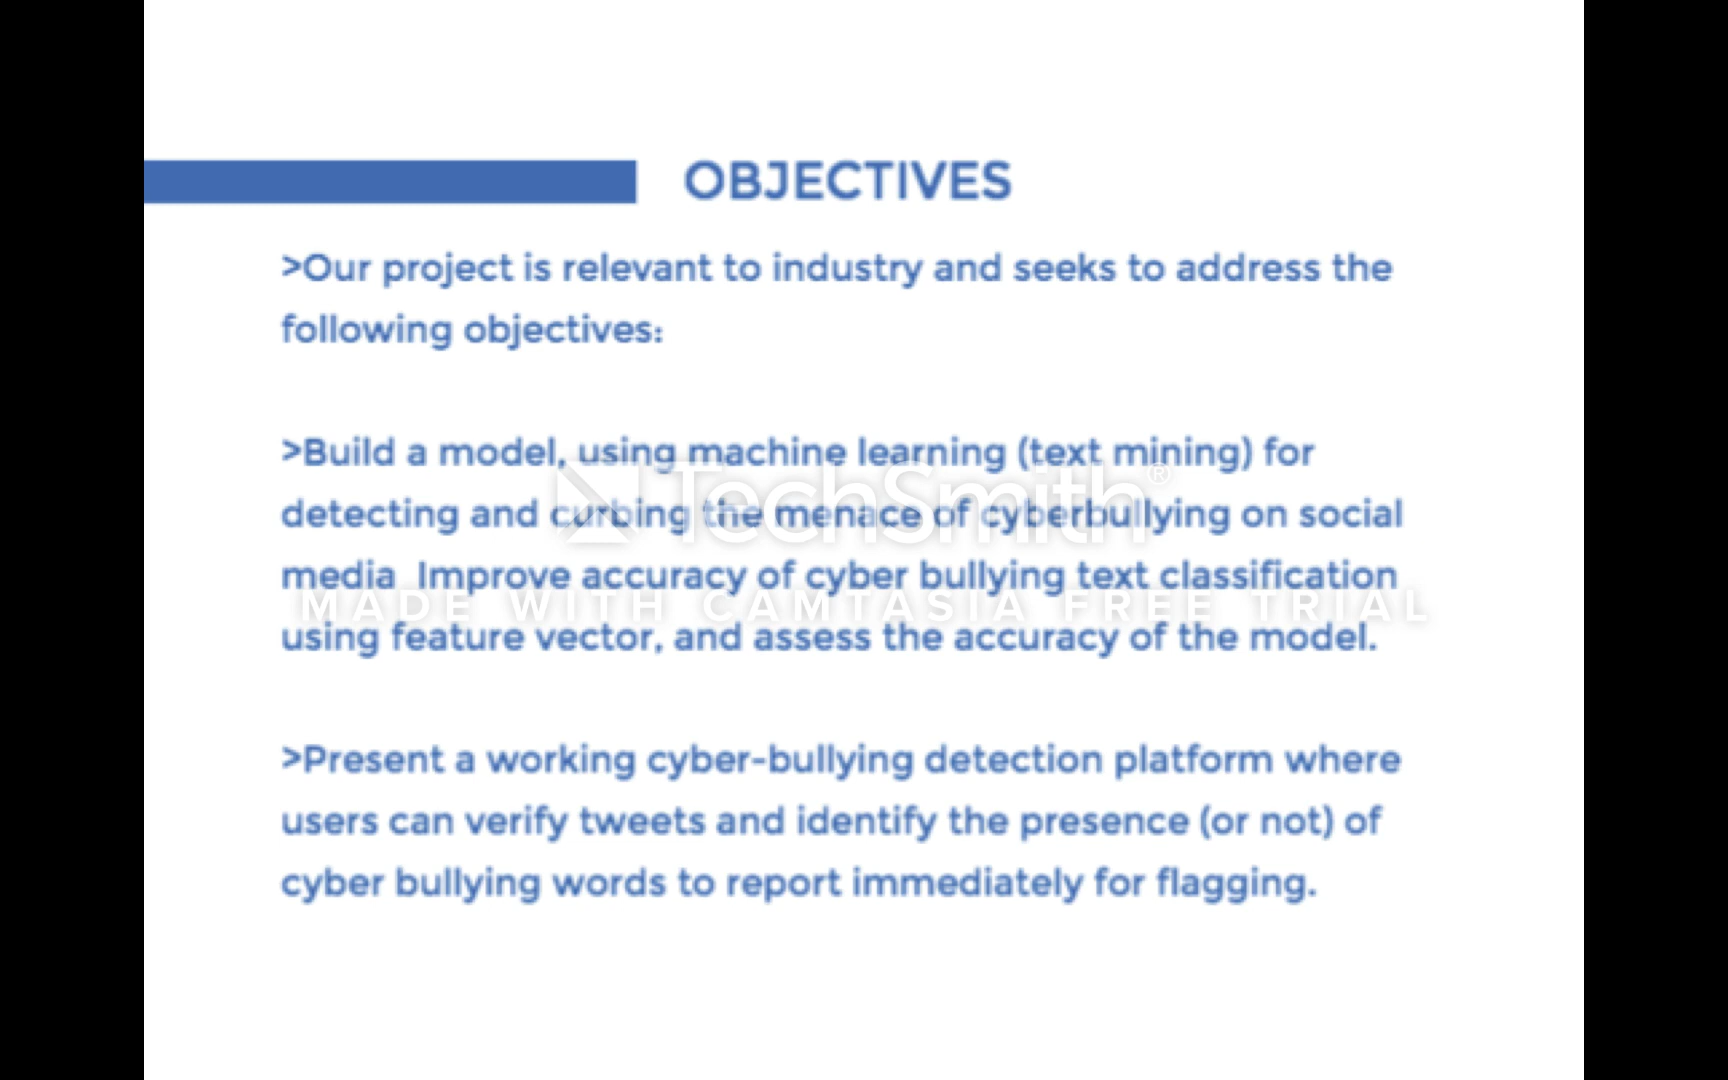 OBJECTIVES
>Our project is relevant to industry and seeks to address the
following objectives:
>Build a model, using machine learning (text mining) for
detecting and curbing the menace of cyberbullying on social
media  Improve accuracy of cyber bullying text classification
using feature vector, and assess the accuracy of the model.
>Present a working cyber-bullying detection platform where
users can verify tweets and identify the presence (or not) of
cyber bullying words to report immediately for flagging.
TechSmith®
MADE WITH CAMTASIA FREE TRIAL